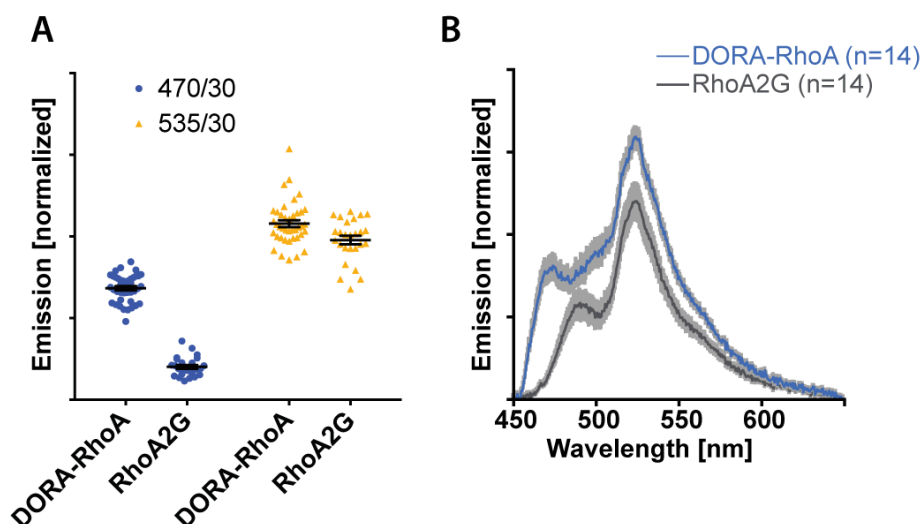 A
Emission [normalized]
470/30
535/30
DORA-RhoA
RhoA2G
DORA-RhoA
RhoA2G
B
DORA-RhoA (n=14)
RhoA2G (n=14)
Emission [normalized]
450 500 550 600
Wavelength [nm]